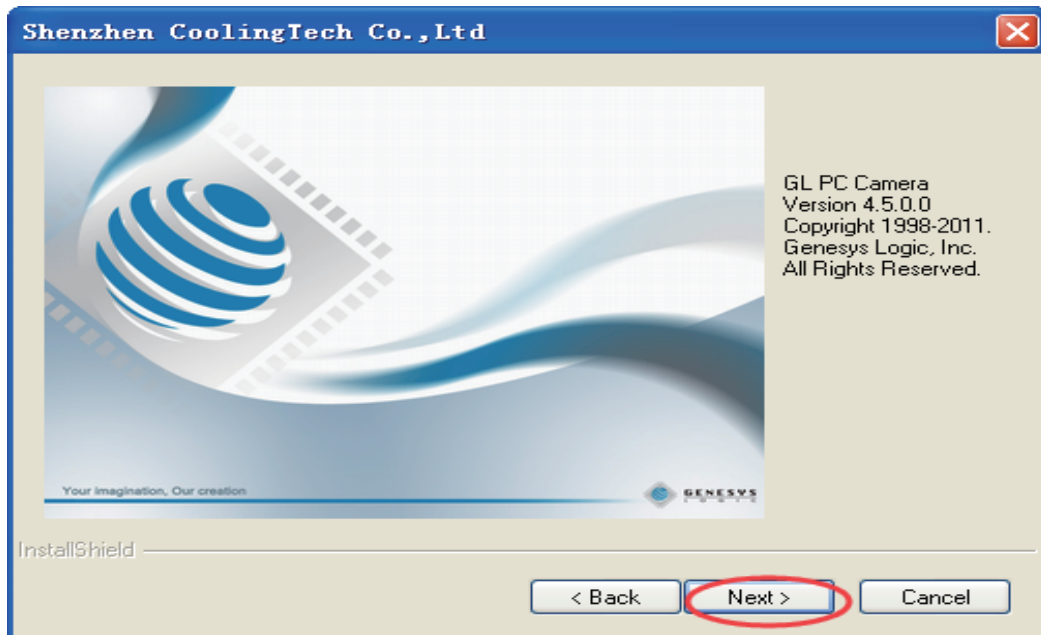 Shenzhen CoolingTech Co.,Ltd
GL PC Camera
Version 4.5.0.0
Copyright 1998-2011.
Genesys Logic, Inc.
All Rights Reserved.
Your imagination, Our creation
GENESYS
LOGIC
InstallShield
< Back
Next >
Cancel